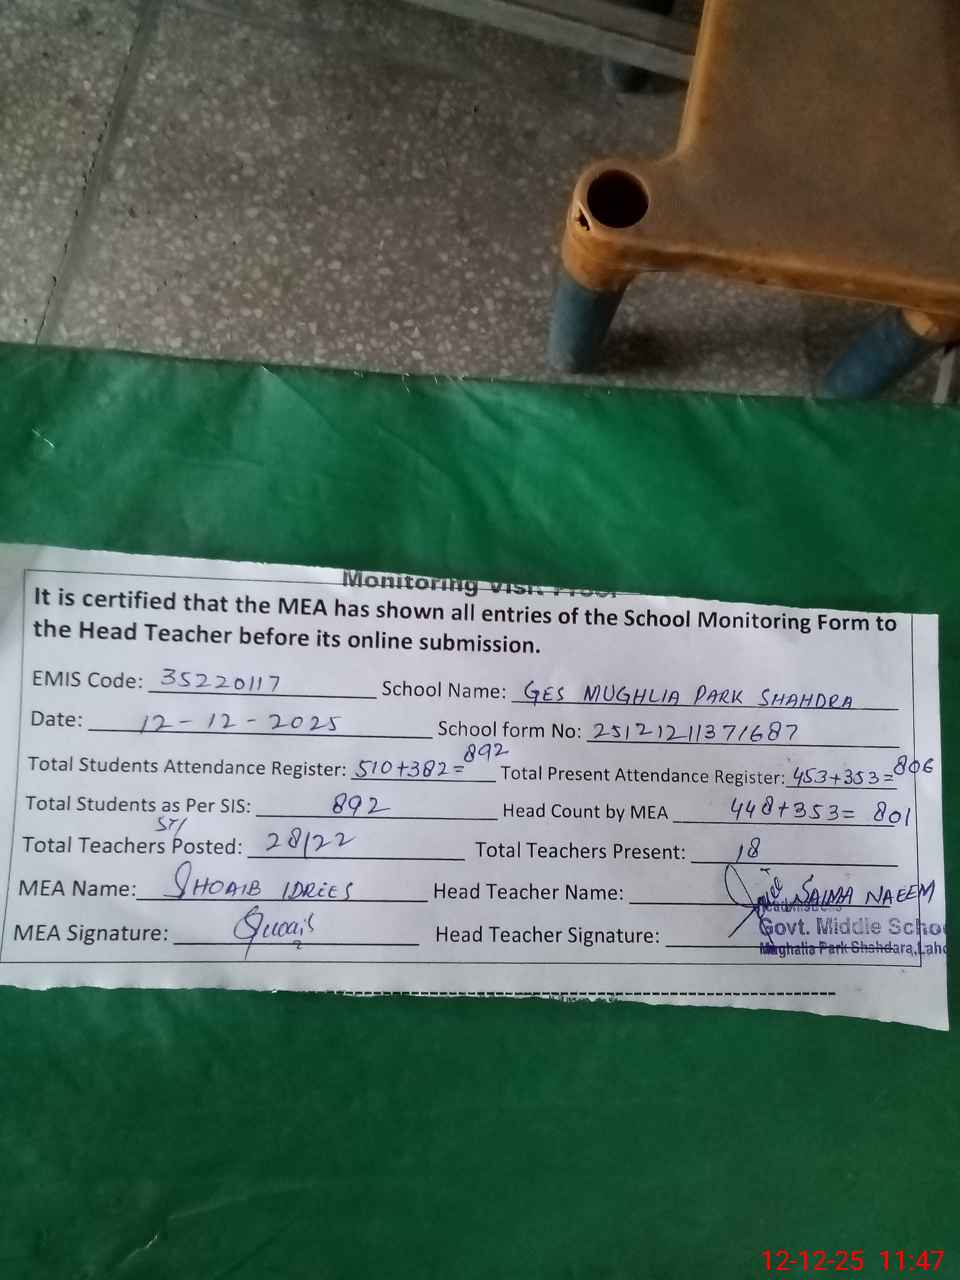 Monitoring Visit Proof
It is certified that the MEA has shown all entries of the School Monitoring Form to
the Head Teacher before its online submission.
EMIS Code: 35220117 School Name: GES MUGHLIA PARK SHAHDRA
Date: 12-12-2025 School form No: 25121211371687
Total Students Attendance Register: 510+382=892 Total Present Attendance Register: 453+353=806
Total Students as Per SIS: 892 Head Count by MEA 448+353= 801
ST/
Total Teachers Posted: 28/22 Total Teachers Present: 18
MEA Name: SHOAIB IDREES Head Teacher Name: SAIMA NAEEM
MEA Signature: Head Teacher Signature:
Govt. Middle Schoo
Mughalia Park Shahdara, Laho
12-12-25 11:47